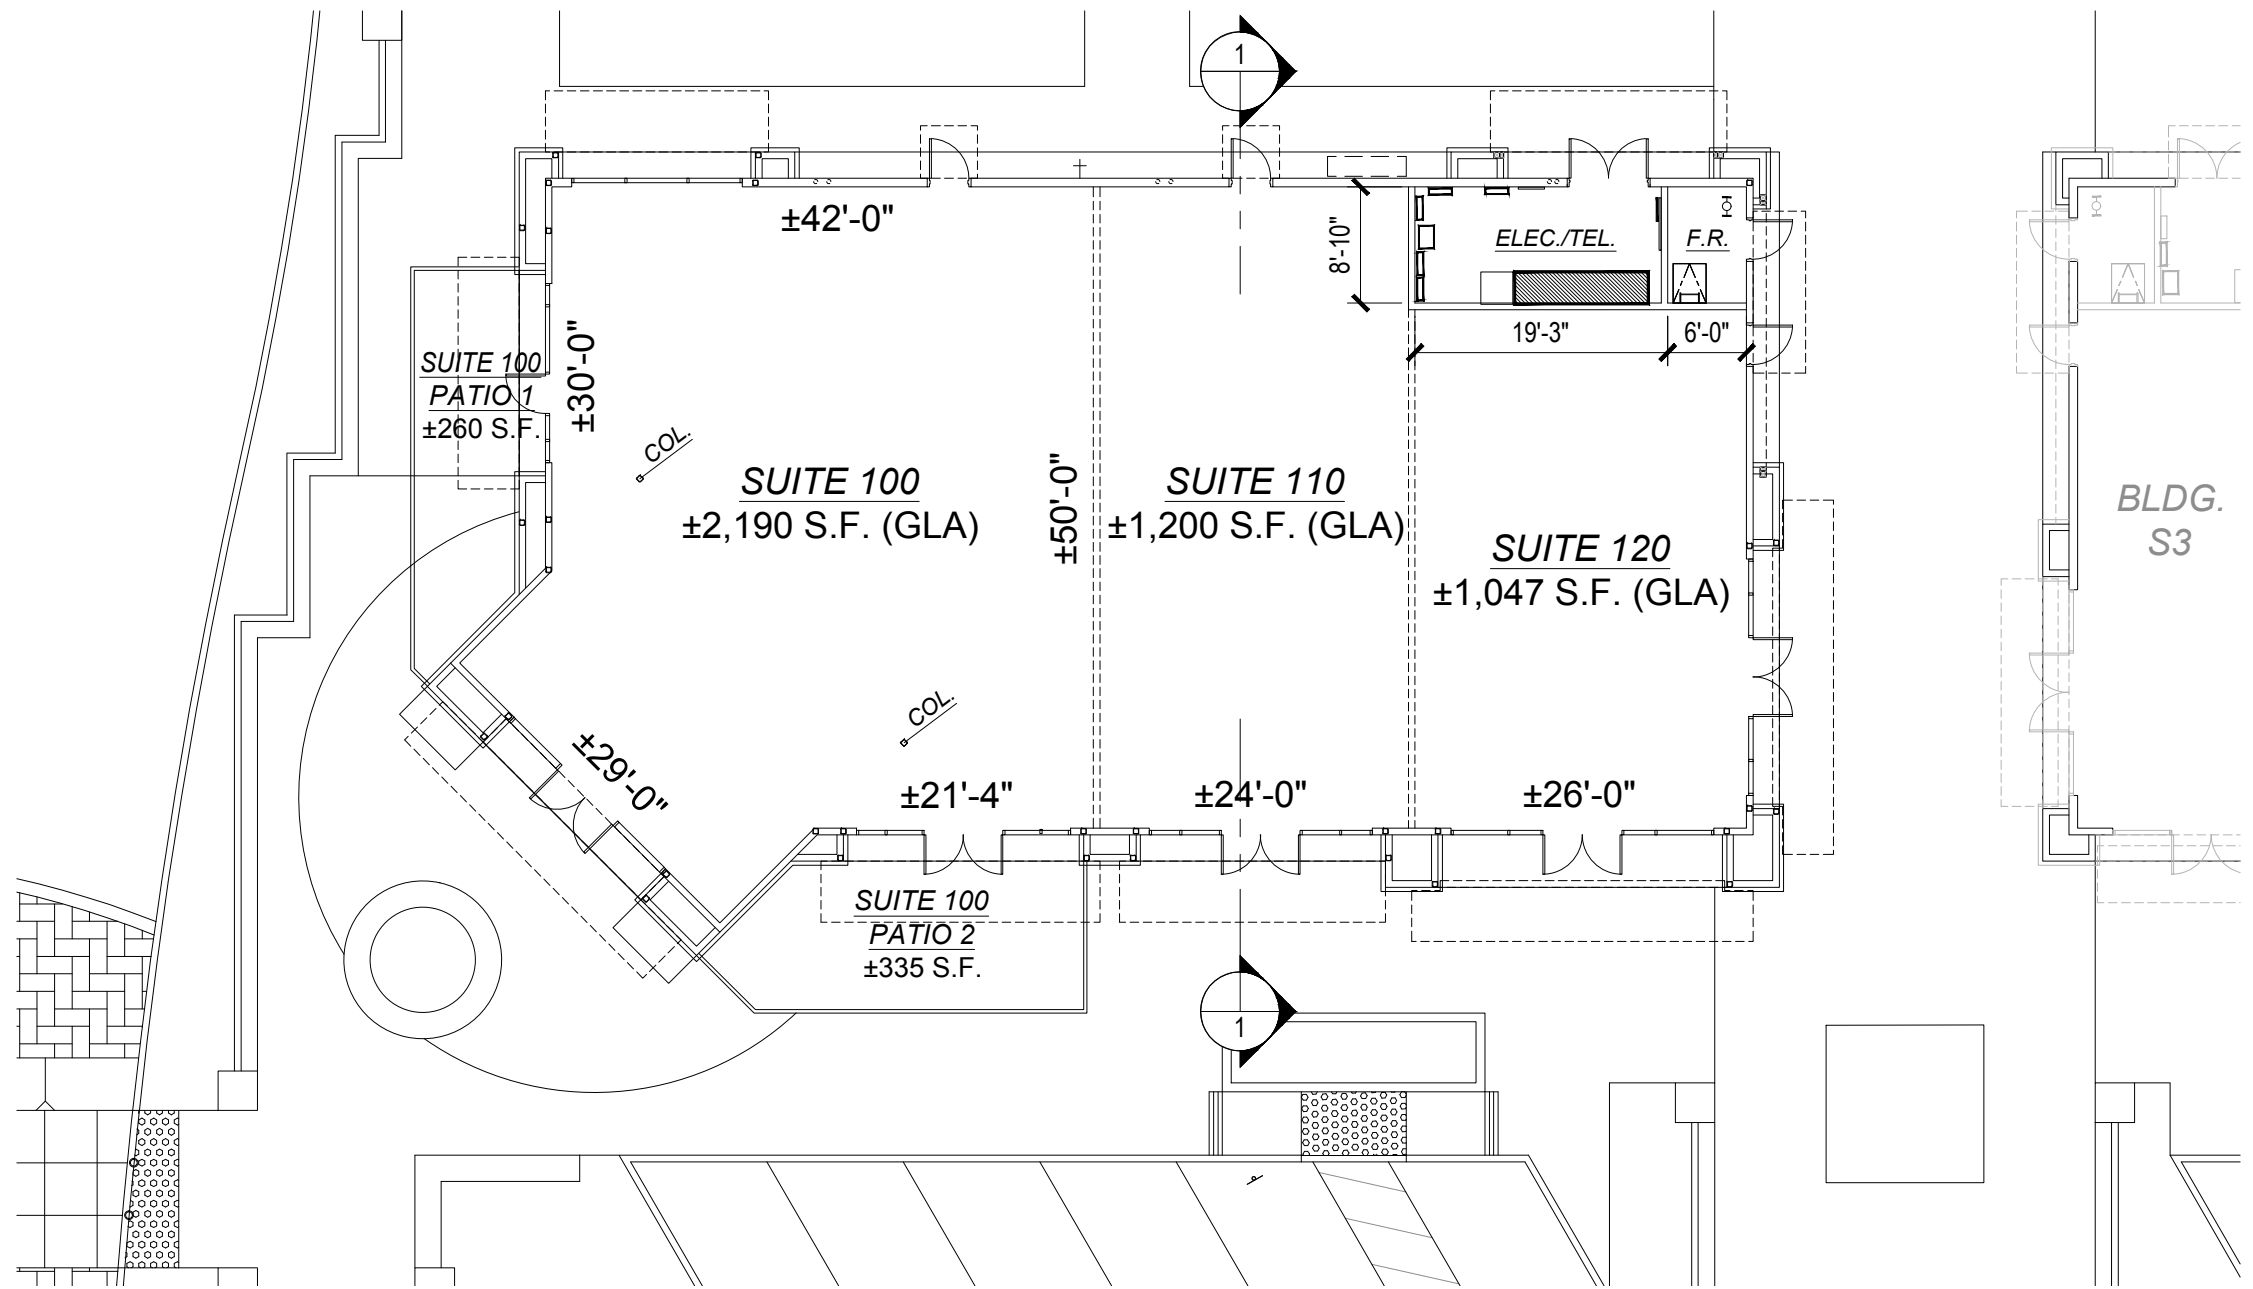 1
±42'-0"
8'-10"
ELEC./TEL.
F.R.
19'-3"
6'-0"
±30'-0"
SUITE 100
PATIO 1
±260 S.F.
COL.
SUITE 100
±2,190 S.F. (GLA)
±50'-0"
SUITE 110
±1,200 S.F. (GLA)
SUITE 120
±1,047 S.F. (GLA)
BLDG.
S3
COL.
±29'-0"
±21'-4"
±24'-0"
±26'-0"
SUITE 100
PATIO 2
±335 S.F.
1